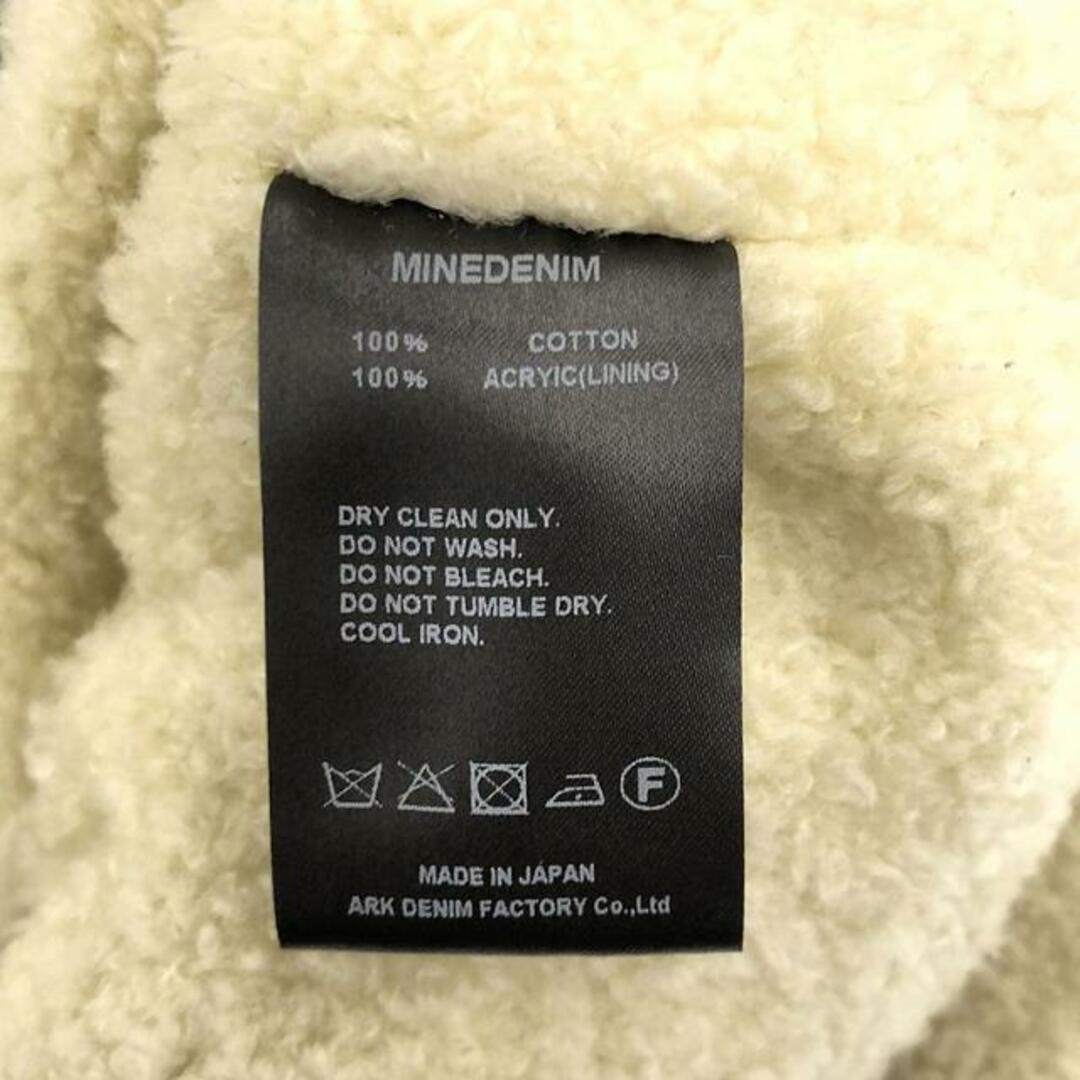 MINEDENIM
100% COTTON
100% ACRYIC(LINING)
DRY CLEAN ONLY.
DO NOT WASH.
DO NOT BLEACH.
DO NOT TUMBLE DRY.
COOL IRON.
F
MADE IN JAPAN
ARK DENIM FACTORY Co.,Ltd